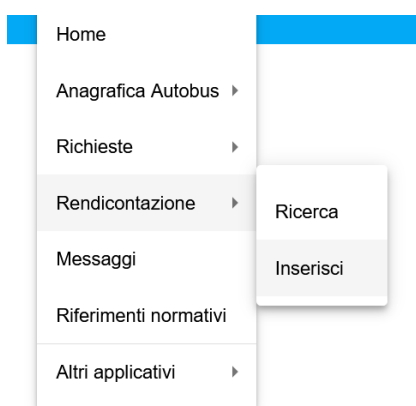 Home
Anagrafica Autobus
Richieste
Rendicontazione
Ricerca
Inserisci
Messaggi
Riferimenti normativi
Altri applicativi